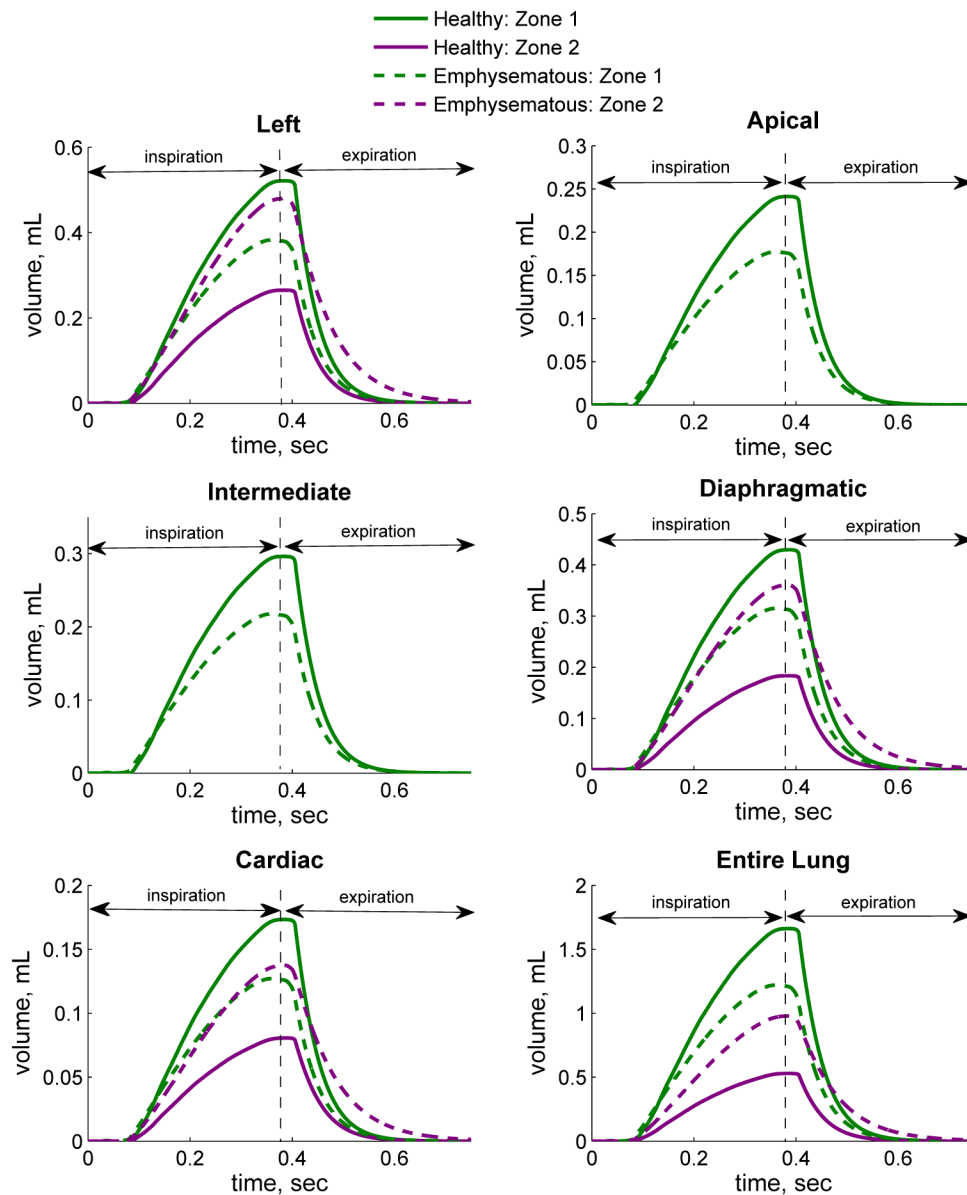 Healthy: Zone 1
Healthy: Zone 2
Emphysematous: Zone 1
Emphysematous: Zone 2
Left
inspiration
expiration
0.6
0.4
0.2
0
volume, mL
0 0.2 0.4 0.6
time, sec
Apical
inspiration
expiration
0.3
0.25
0.2
0.15
0.1
0.05
0
volume, mL
0 0.2 0.4 0.6
time, sec
Intermediate
inspiration
expiration
0.3
0.2
0.1
0
volume, mL
0 0.2 0.4 0.6
time, sec
Diaphragmatic
inspiration
expiration
0.5
0.4
0.3
0.2
0.1
0
volume, mL
0 0.2 0.4 0.6
time, sec
Cardiac
inspiration
expiration
0.2
0.15
0.1
0.05
0
volume, mL
0 0.2 0.4 0.6
time, sec
Entire Lung
inspiration
expiration
2
1.5
1
0.5
0
volume, mL
0 0.2 0.4 0.6
time, sec